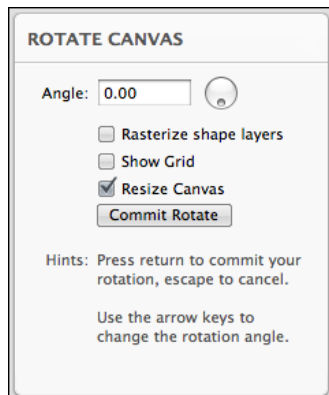 ROTATE CANVAS
Angle: 0.00
Rasterize shape layers
Show Grid
Resize Canvas
Commit Rotate
Hints: Press return to commit your
rotation, escape to cancel.
Use the arrow keys to
change the rotation angle.